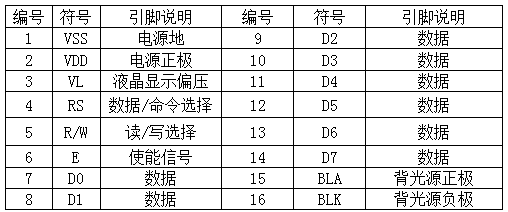 编号 符号 引脚说明 编号 符号 引脚说明
1 VSS 电源地 9 D2 数据
2 VDD 电源正极 10 D3 数据
3 VL 液晶显示偏压 11 D4 数据
4 RS 数据/命令选择 12 D5 数据
5 R/W 读/写选择 13 D6 数据
6 E 使能信号 14 D7 数据
7 D0 数据 15 BLA 背光源正极
8 D1 数据 16 BLK 背光源负极